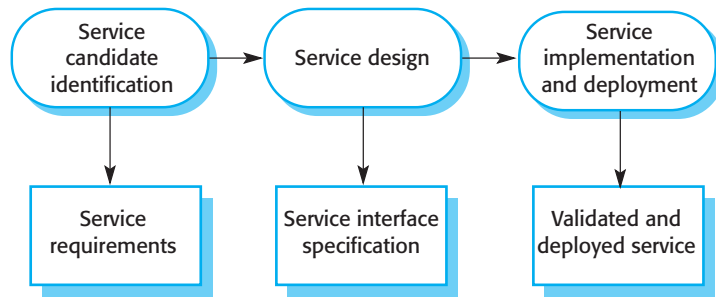 Service
candidate
identification
Service design
Service
implementation
and deployment
Service
requirements
Service interface
specification
Validated and
deployed service